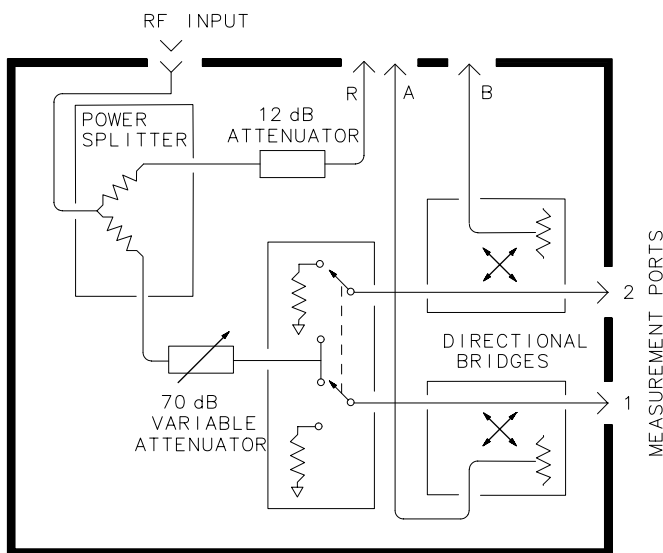 RF INPUT
R
A
B
POWER
SPLITTER
12 dB
ATTENUATOR
2
DIRECTIONAL
BRIDGES
1
70 dB
VARIABLE
ATTENUATOR
MEASUREMENT PORTS